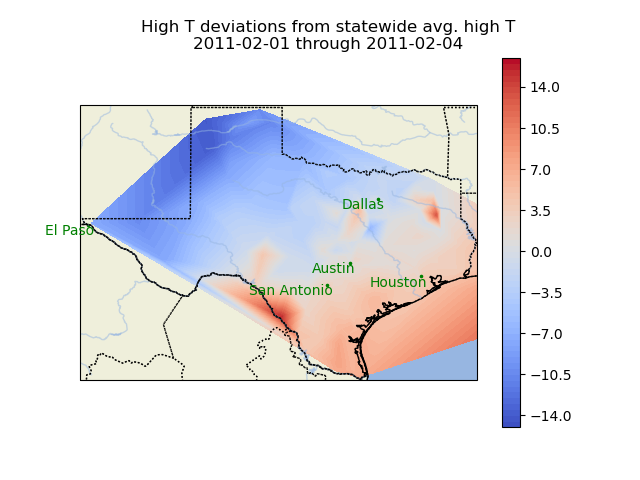 High T deviations from statewide avg. high T
2011-02-01 through 2011-02-04
14.0
10.5
7.0
3.5
0.0
−3.5
−7.0
−10.5
−14.0
Dallas
El Paso
Austin
Houston
San Antonio